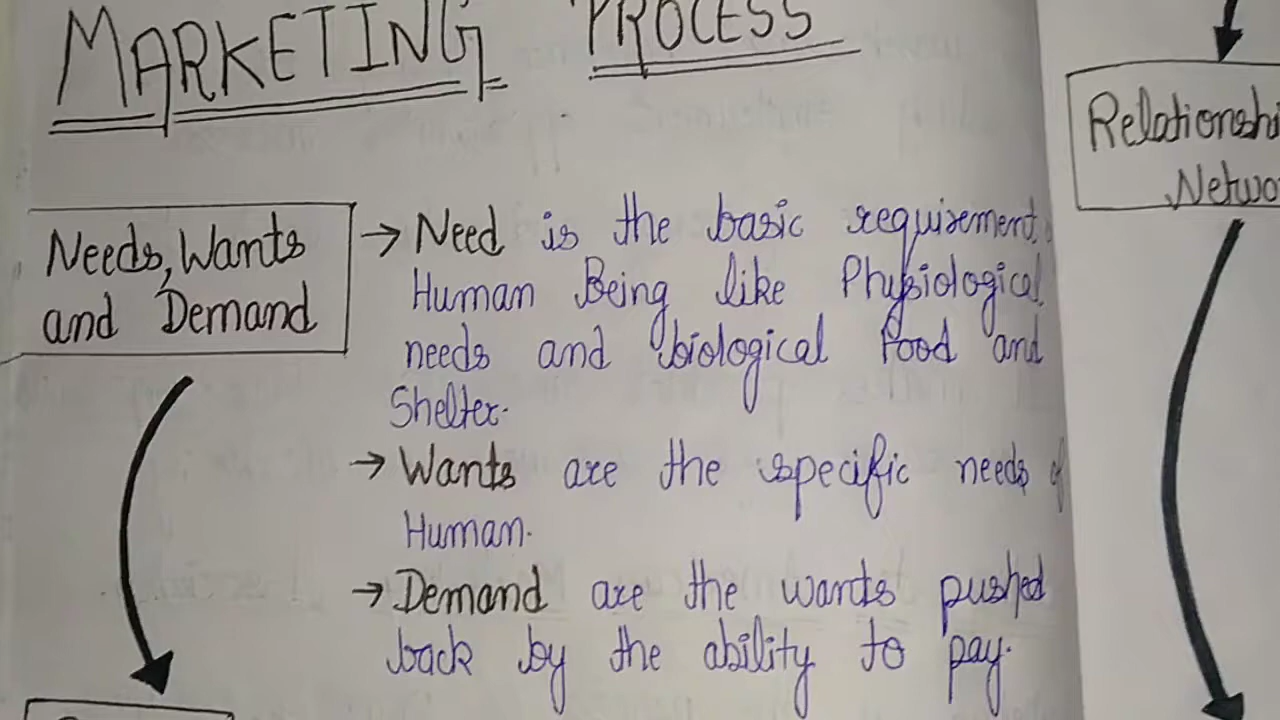 MARKETING PROCESS
Needs, Wants
and Demand
→ Need is the basic requirement
Human Being like Physiological
needs and biological Food and
Shelter.
→ Wants are the specific needs of
Human.
→ Demand are the wants pushed
back by the ability to pay.
Relationshi
Netwo